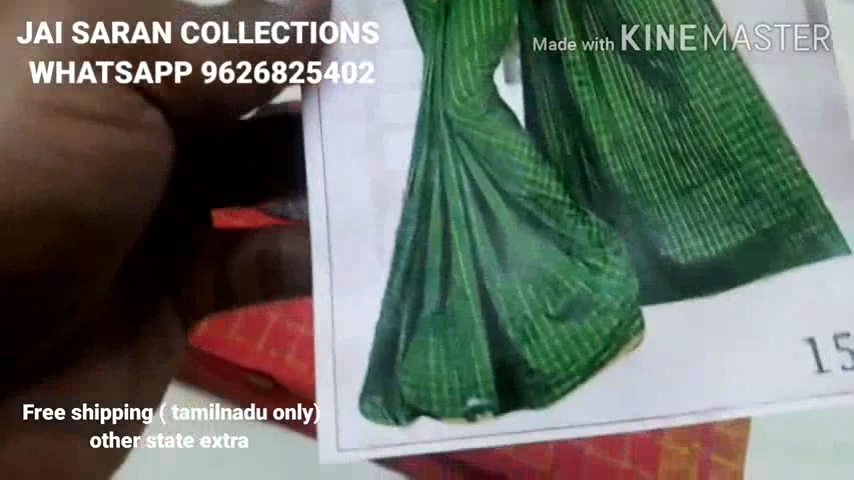 JAI SARAN COLLECTIONS
WHATSAPP 9626825402
Made with KINEMASTER
15
Free shipping ( tamilnadu only)
other state extra